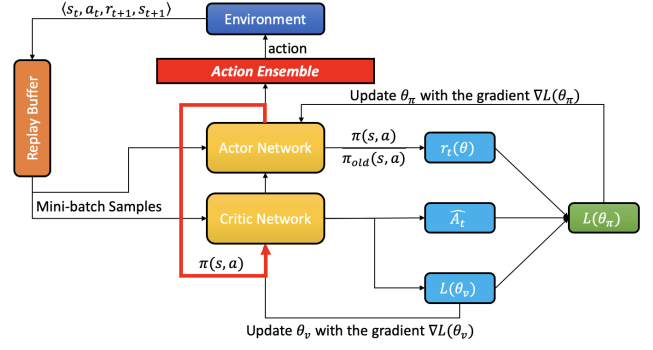 ⟨s_t, a_t, r_{t+1}, s_{t+1}⟩
Environment
action
Action Ensemble
Replay Buffer
Update θ_π with the gradient ∇L(θ_π)
Actor Network
π(s, a)
π_old(s, a)
r_t(θ)
Mini-batch Samples
Critic Network
Â_t
L(θ_π)
π(s, a)
L(θ_v)
Update θ_v with the gradient ∇L(θ_v)